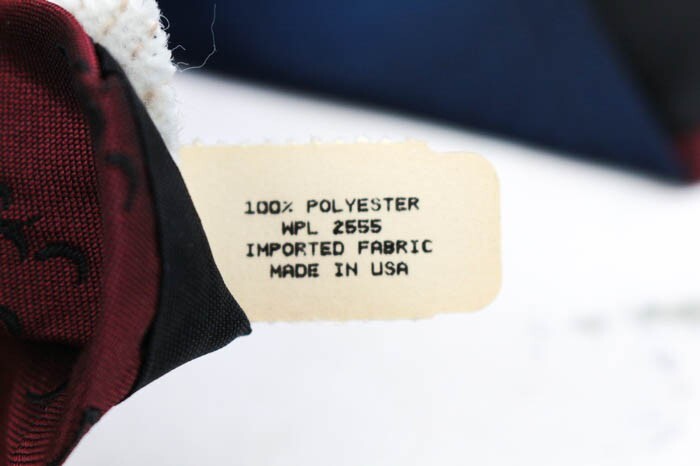 100% POLYESTER
WPL 2555
IMPORTED FABRIC
MADE IN USA